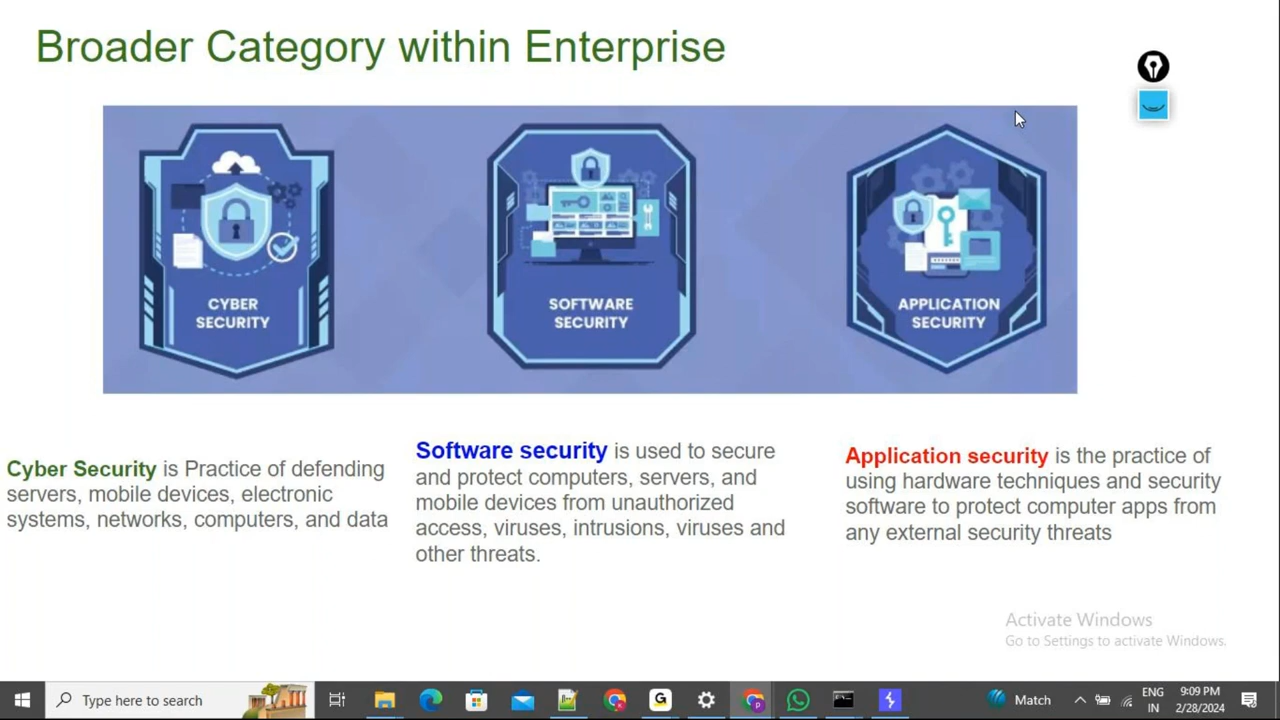 Broader Category within Enterprise
CYBER
SECURITY
SOFTWARE
SECURITY
APPLICATION
SECURITY
Cyber Security is Practice of defending
servers, mobile devices, electronic
systems, networks, computers, and data
Software security is used to secure
and protect computers, servers, and
mobile devices from unauthorized
access, viruses, intrusions, viruses and
other threats.
Application security is the practice of
using hardware techniques and security
software to protect computer apps from
any external security threats
Activate Windows
Go to Settings to activate Windows.
Type here to search
G
p
Match
ENG
IN
9:09 PM
2/28/2024